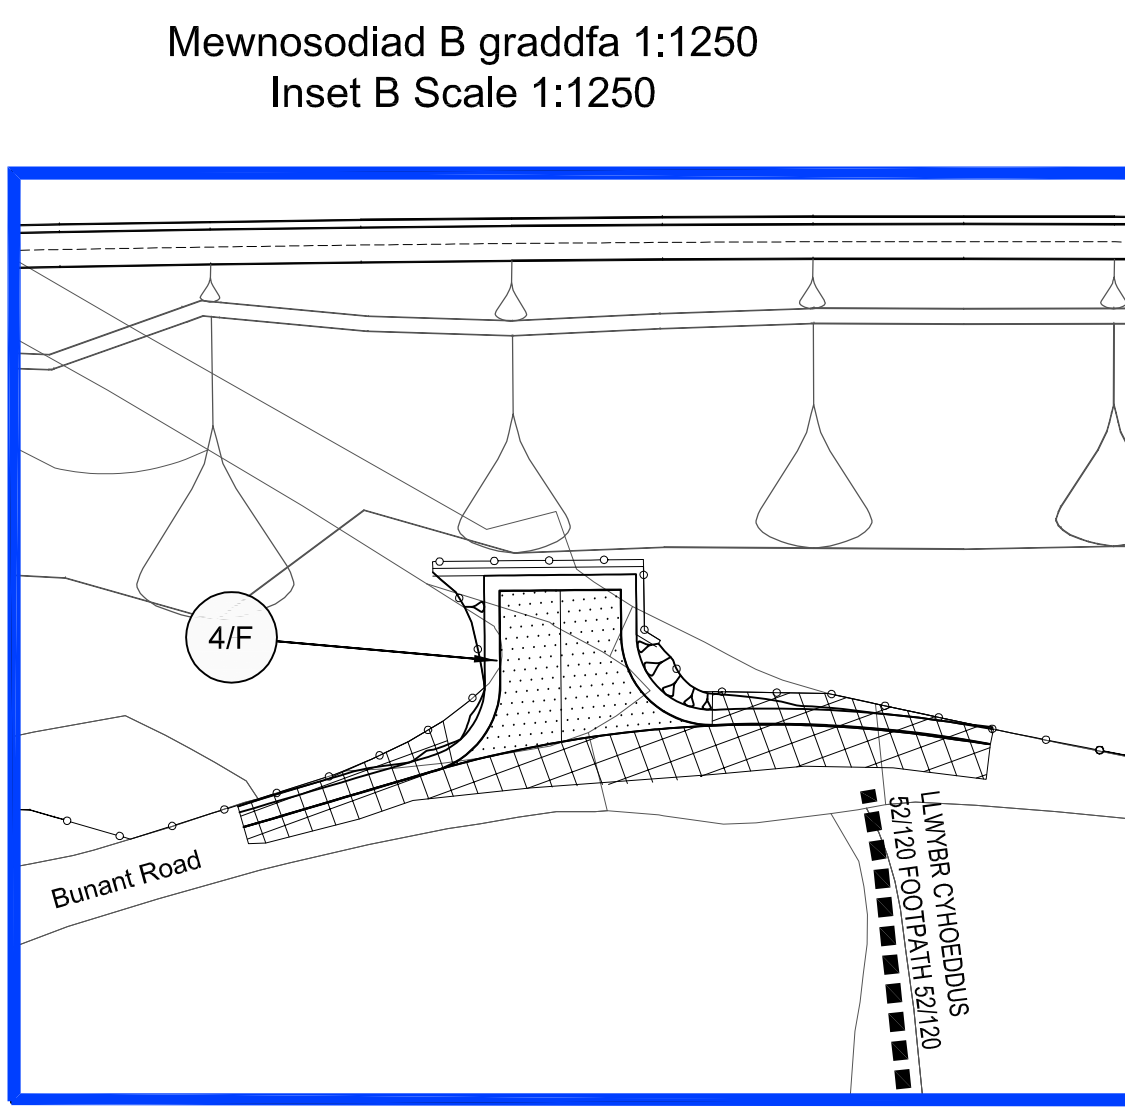 Mewnosodiad B graddfa 1:1250
Inset B Scale 1:1250
4/F
Bunant Road
LLWYBR CYHOEDDUS
52/120 FOOTPATH 52/120